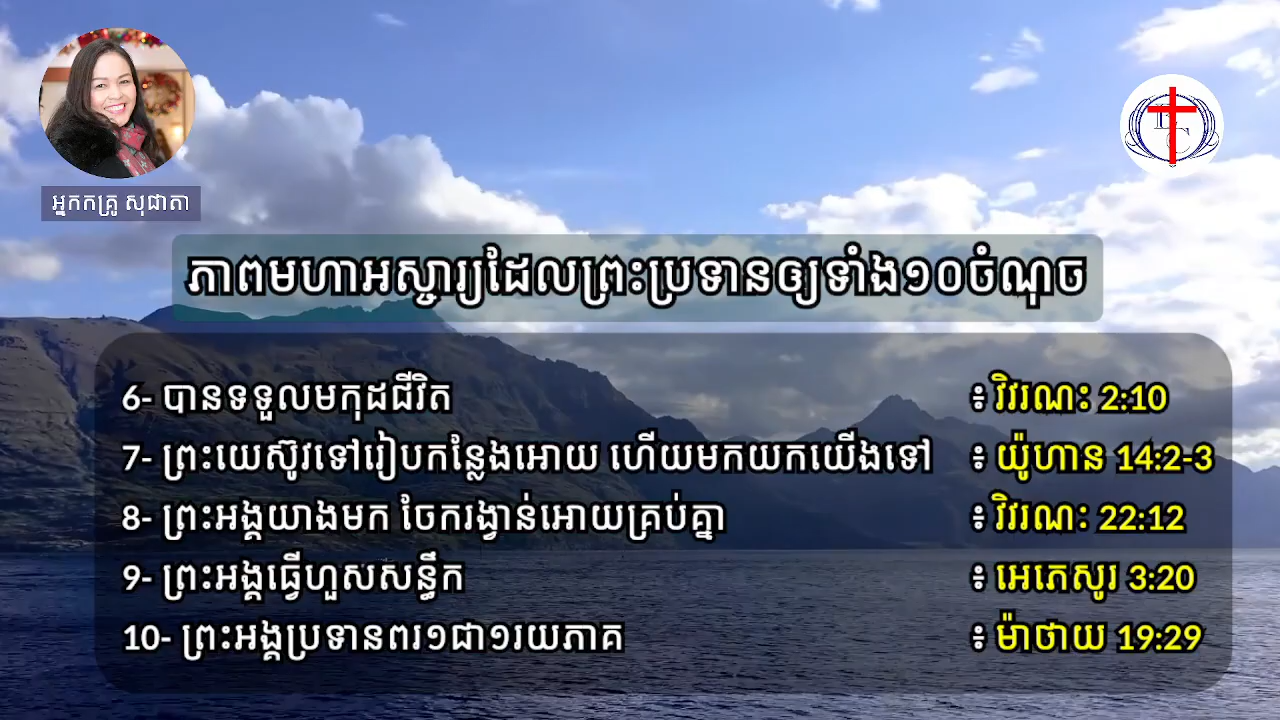 អ្នកគ្រូ សុជាតា
ភាពមហាអស្ចារ្យដែលព្រះប្រទានឲ្យទាំង១០ចំណុច
6- បានទទួលមកុដជីវិត ៖ វិវរណៈ 2:10
7- ព្រះយេស៊ូវទៅរៀបកន្លែងអោយ ហើយមកយកយើងទៅ ៖ យ៉ូហាន 14:2-3
8- ព្រះអង្គយាងមក ចែករង្វាន់អោយគ្រប់គ្នា ៖ វិវរណៈ 22:12
9- ព្រះអង្គធ្វើហួសសន្ធឹក ៖ អេភេសូរ 3:20
10- ព្រះអង្គប្រទានពរ១ជា១រយភាគ ៖ ម៉ាថាយ 19:29